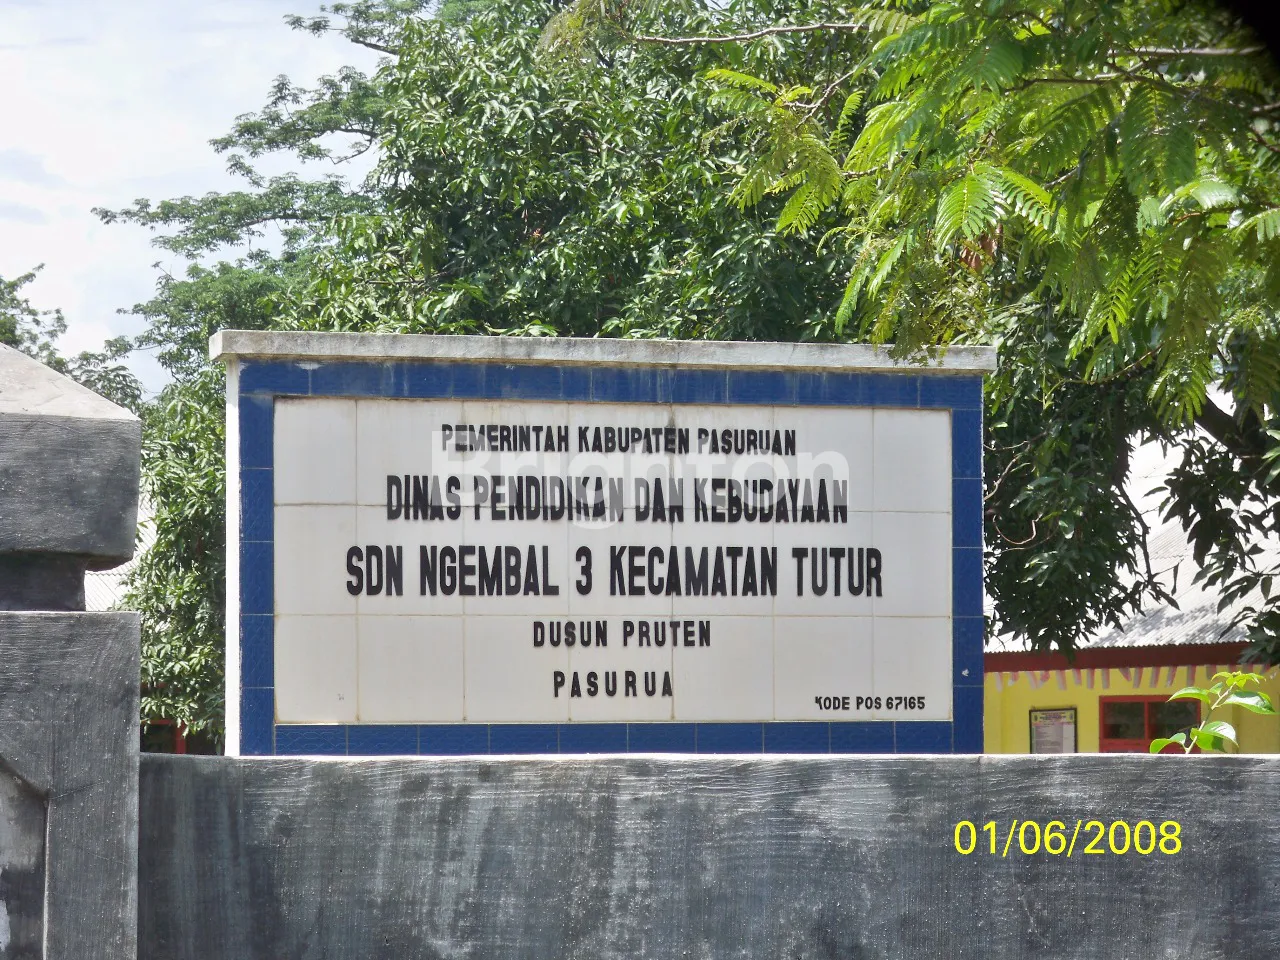 PEMERINTAH KABUPATEN PASURUAN
DINAS PENDIDIKAN DAN KEBUDAYAAN
SDN NGEMBAL 3 KECAMATAN TUTUR
DUSUN PRUTEN
PASURUA
KODE POS 67165
Brighton
01/06/2008